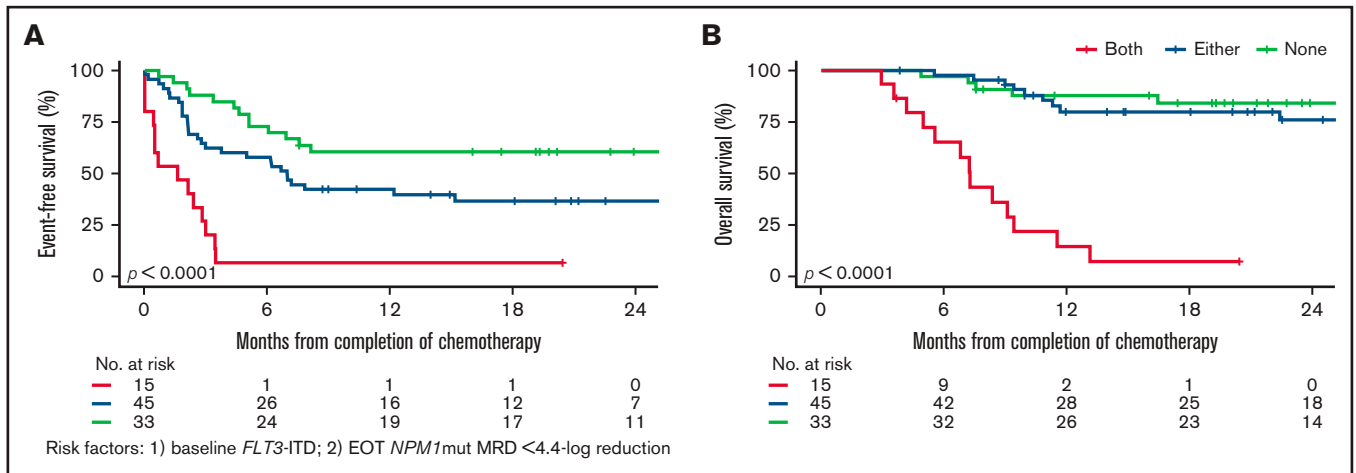 A
B
Both Either None
Event-free survival (%)
100
75
50
25
0
p < 0.0001
0 6 12 18 24
Months from completion of chemotherapy
No. at risk
15 1 1 1 0
45 26 16 12 7
33 24 19 17 11
Overall survival (%)
100
75
50
25
0
p < 0.0001
0 6 12 18 24
Months from completion of chemotherapy
No. at risk
15 9 2 1 0
45 42 28 25 18
33 32 26 23 14
Risk factors: 1) baseline FLT3-ITD; 2) EOT NPM1mut MRD <4.4-log reduction